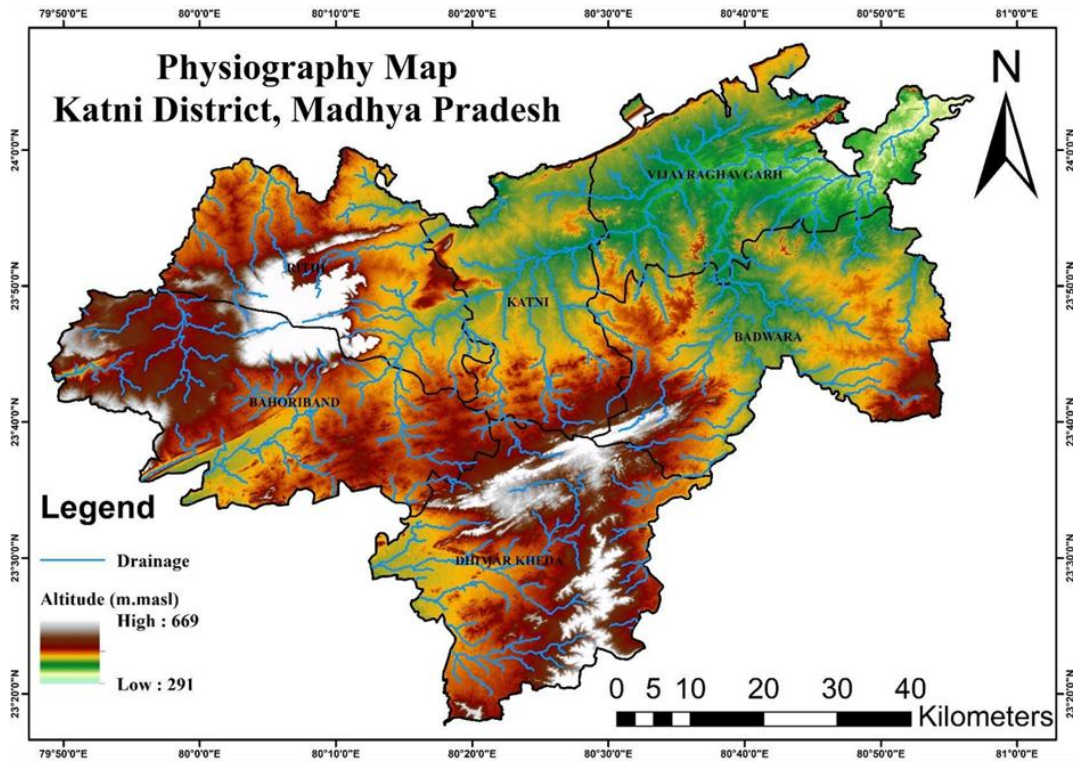 79°50'0"E 80°0'0"E 80°10'0"E 80°20'0"E 80°30'0"E 80°40'0"E 80°50'0"E 81°0'0"E
Physiography Map
Katni District, Madhya Pradesh
N
24°0'0"N
24°0'0"N
VIJAYRAGHAVGARH
RITHI
23°50'0"N
23°50'0"N
KATNI
BADWARA
BAHORIBAND
23°40'0"N
23°40'0"N
Legend
Drainage
Altitude (m.masl)
High : 669
Low : 291
DHIMAR KHEDA
23°30'0"N
23°30'0"N
23°20'0"N
23°20'0"N
0 5 10 20 30 40
Kilometers
79°50'0"E 80°0'0"E 80°10'0"E 80°20'0"E 80°30'0"E 80°40'0"E 80°50'0"E 81°0'0"E